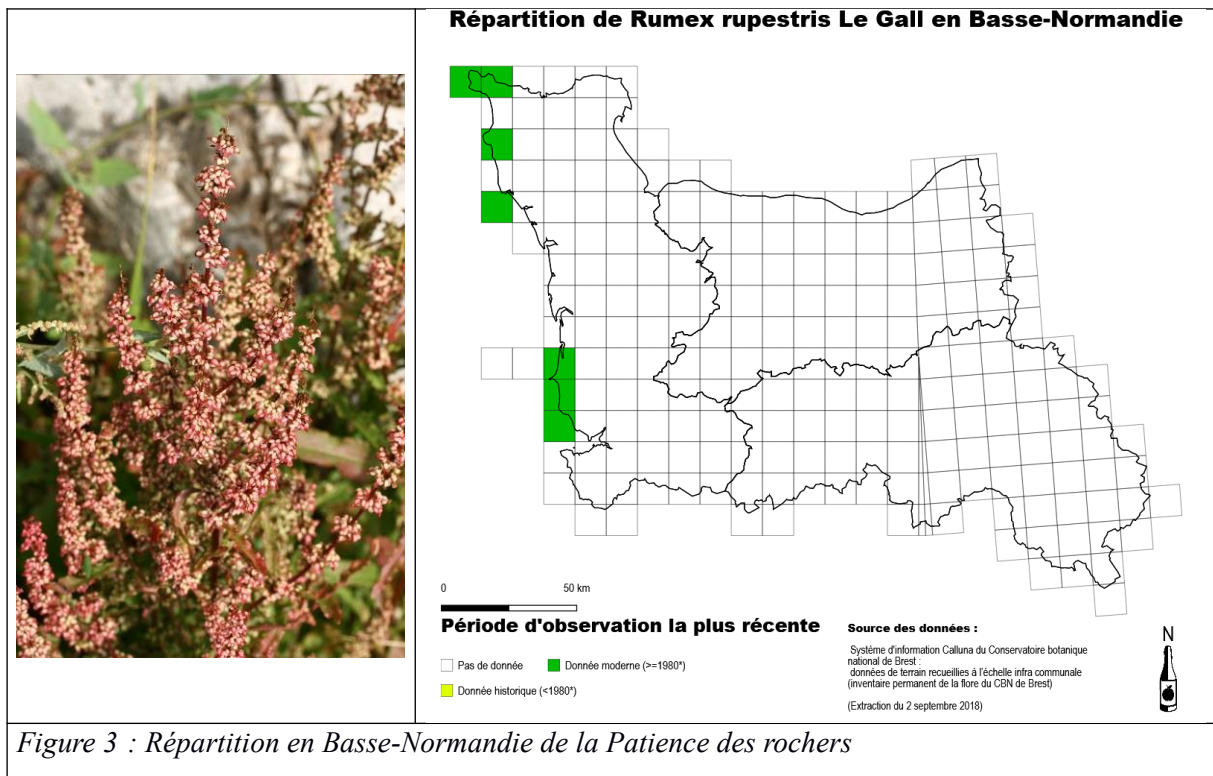 Répartition de Rumex rupestris Le Gall en Basse-Normandie
0 50 km
Période d'observation la plus récente
Pas de donnée Donnée moderne (>=1980*)
Donnée historique (<1980*)
Source des données :
Système d'information Calluna du Conservatoire botanique
national de Brest :
données de terrain recueillies à l'échelle infra communale
(inventaire permanent de la flore du CBN de Brest)
(Extraction du 2 septembre 2018)
N
Figure 3 : Répartition en Basse-Normandie de la Patience des rochers